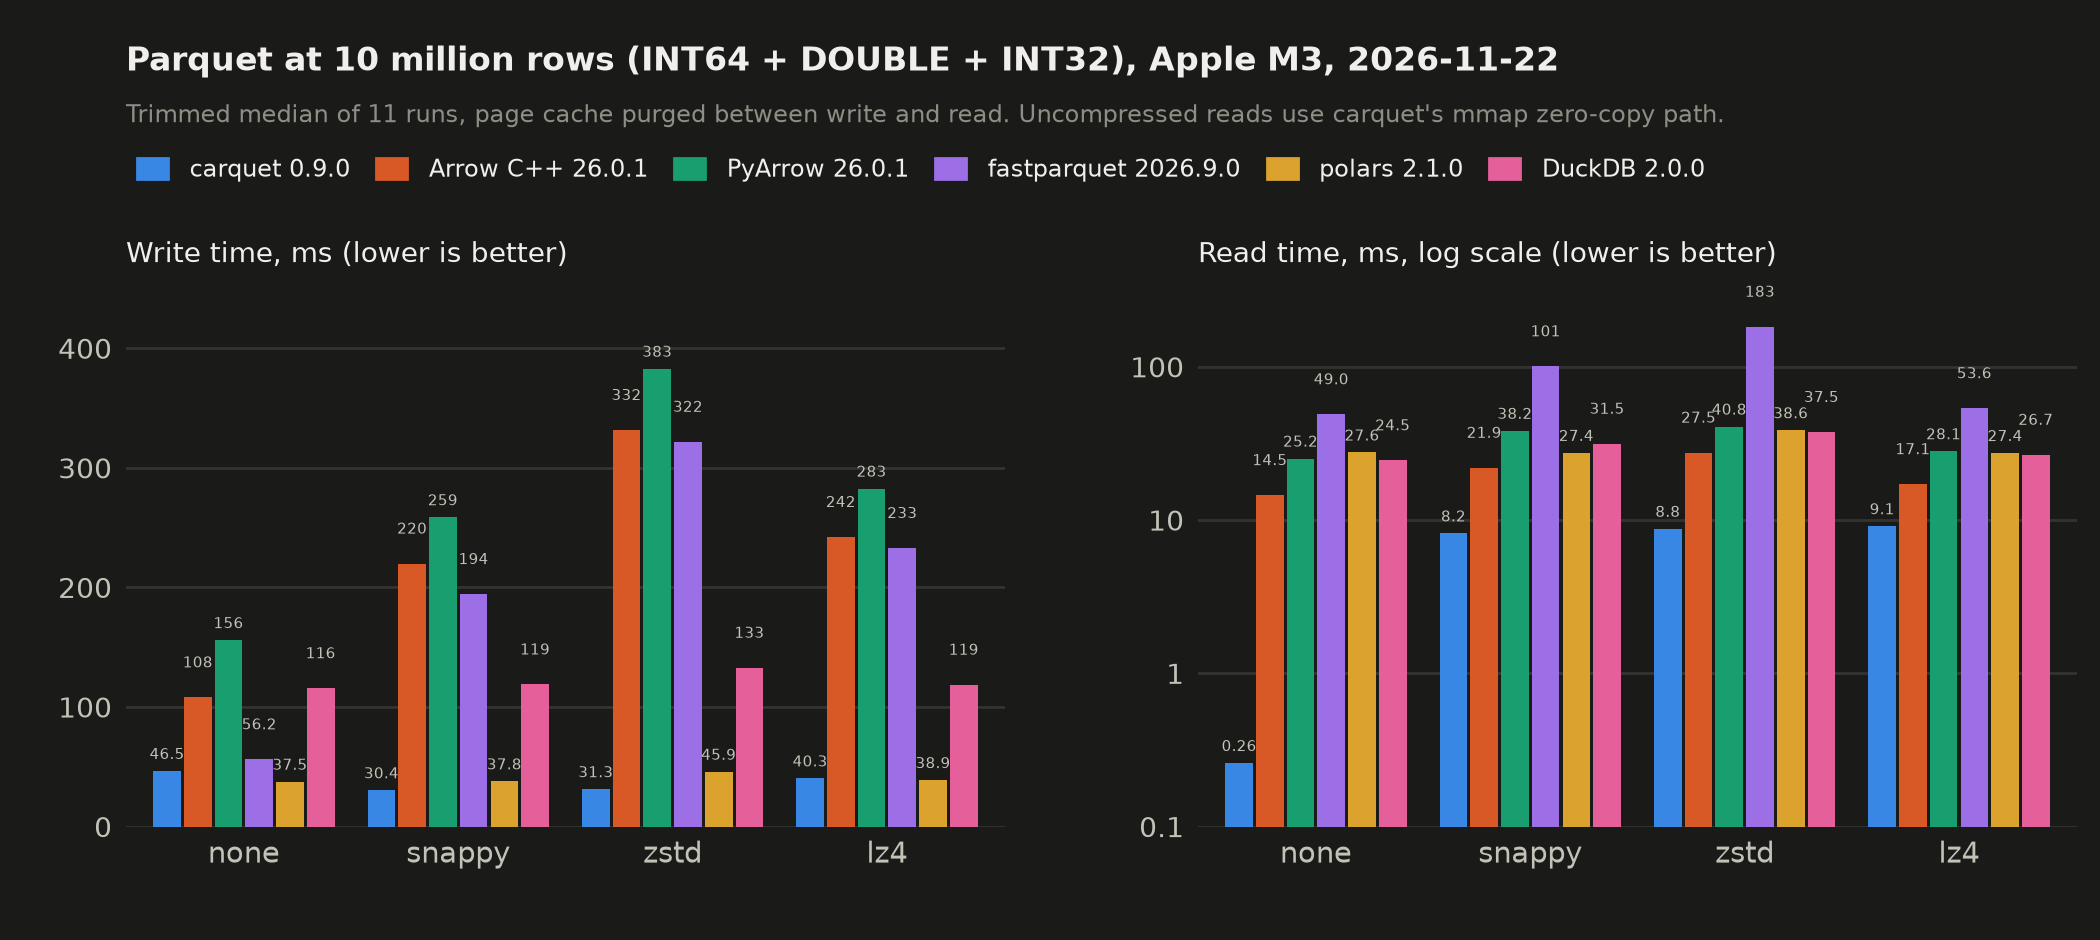 Parquet at 10 million rows (INT64 + DOUBLE + INT32), Apple M3, 2026-11-22
Trimmed median of 11 runs, page cache purged between write and read. Uncompressed reads use carquet's mmap zero-copy path.
carquet 0.9.0 Arrow C++ 26.0.1 PyArrow 26.0.1 fastparquet 2026.9.0 polars 2.1.0 DuckDB 2.0.0
Write time, ms (lower is better)
400
300
200
100
0
46.5 108 156 56.2 37.5 116
30.4 220 259 194 37.8 119
31.3 332 383 322 45.9 133
40.3 242 283 233 38.9 119
none snappy zstd lz4
Read time, ms, log scale (lower is better)
100
10
1
0.1
0.26 14.5 25.2 49.0 27.6 24.5
8.2 21.9 38.2 101 27.4 31.5
8.8 27.5 40.8 183 38.6 37.5
9.1 17.1 28.1 53.6 27.4 26.7
none snappy zstd lz4